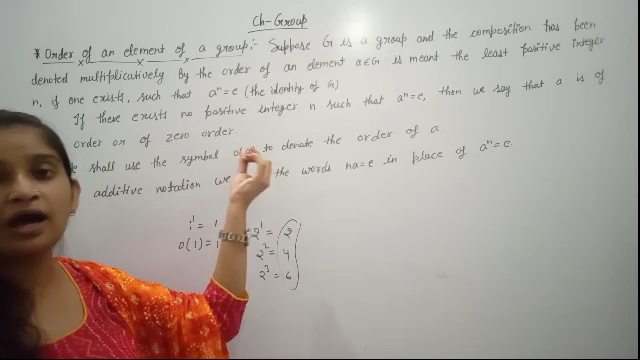 Ch-Group
* Order of an element of a group:- Suppose G is a group and the composition has been
denoted multiplicatively By the order of an element a∈G is meant the least positive integer
n, if one exists, such that aⁿ=e (the identity of G)
If there exists no positive integer n such that aⁿ=e, then we say that a is of
order or of zero order.
shall use the symbol to denote the order of a.
additive notation the words na=e in place of aⁿ=e.
1¹ = 1 2¹ = 2
o(1) = 1 2² = 4
2³ = 6